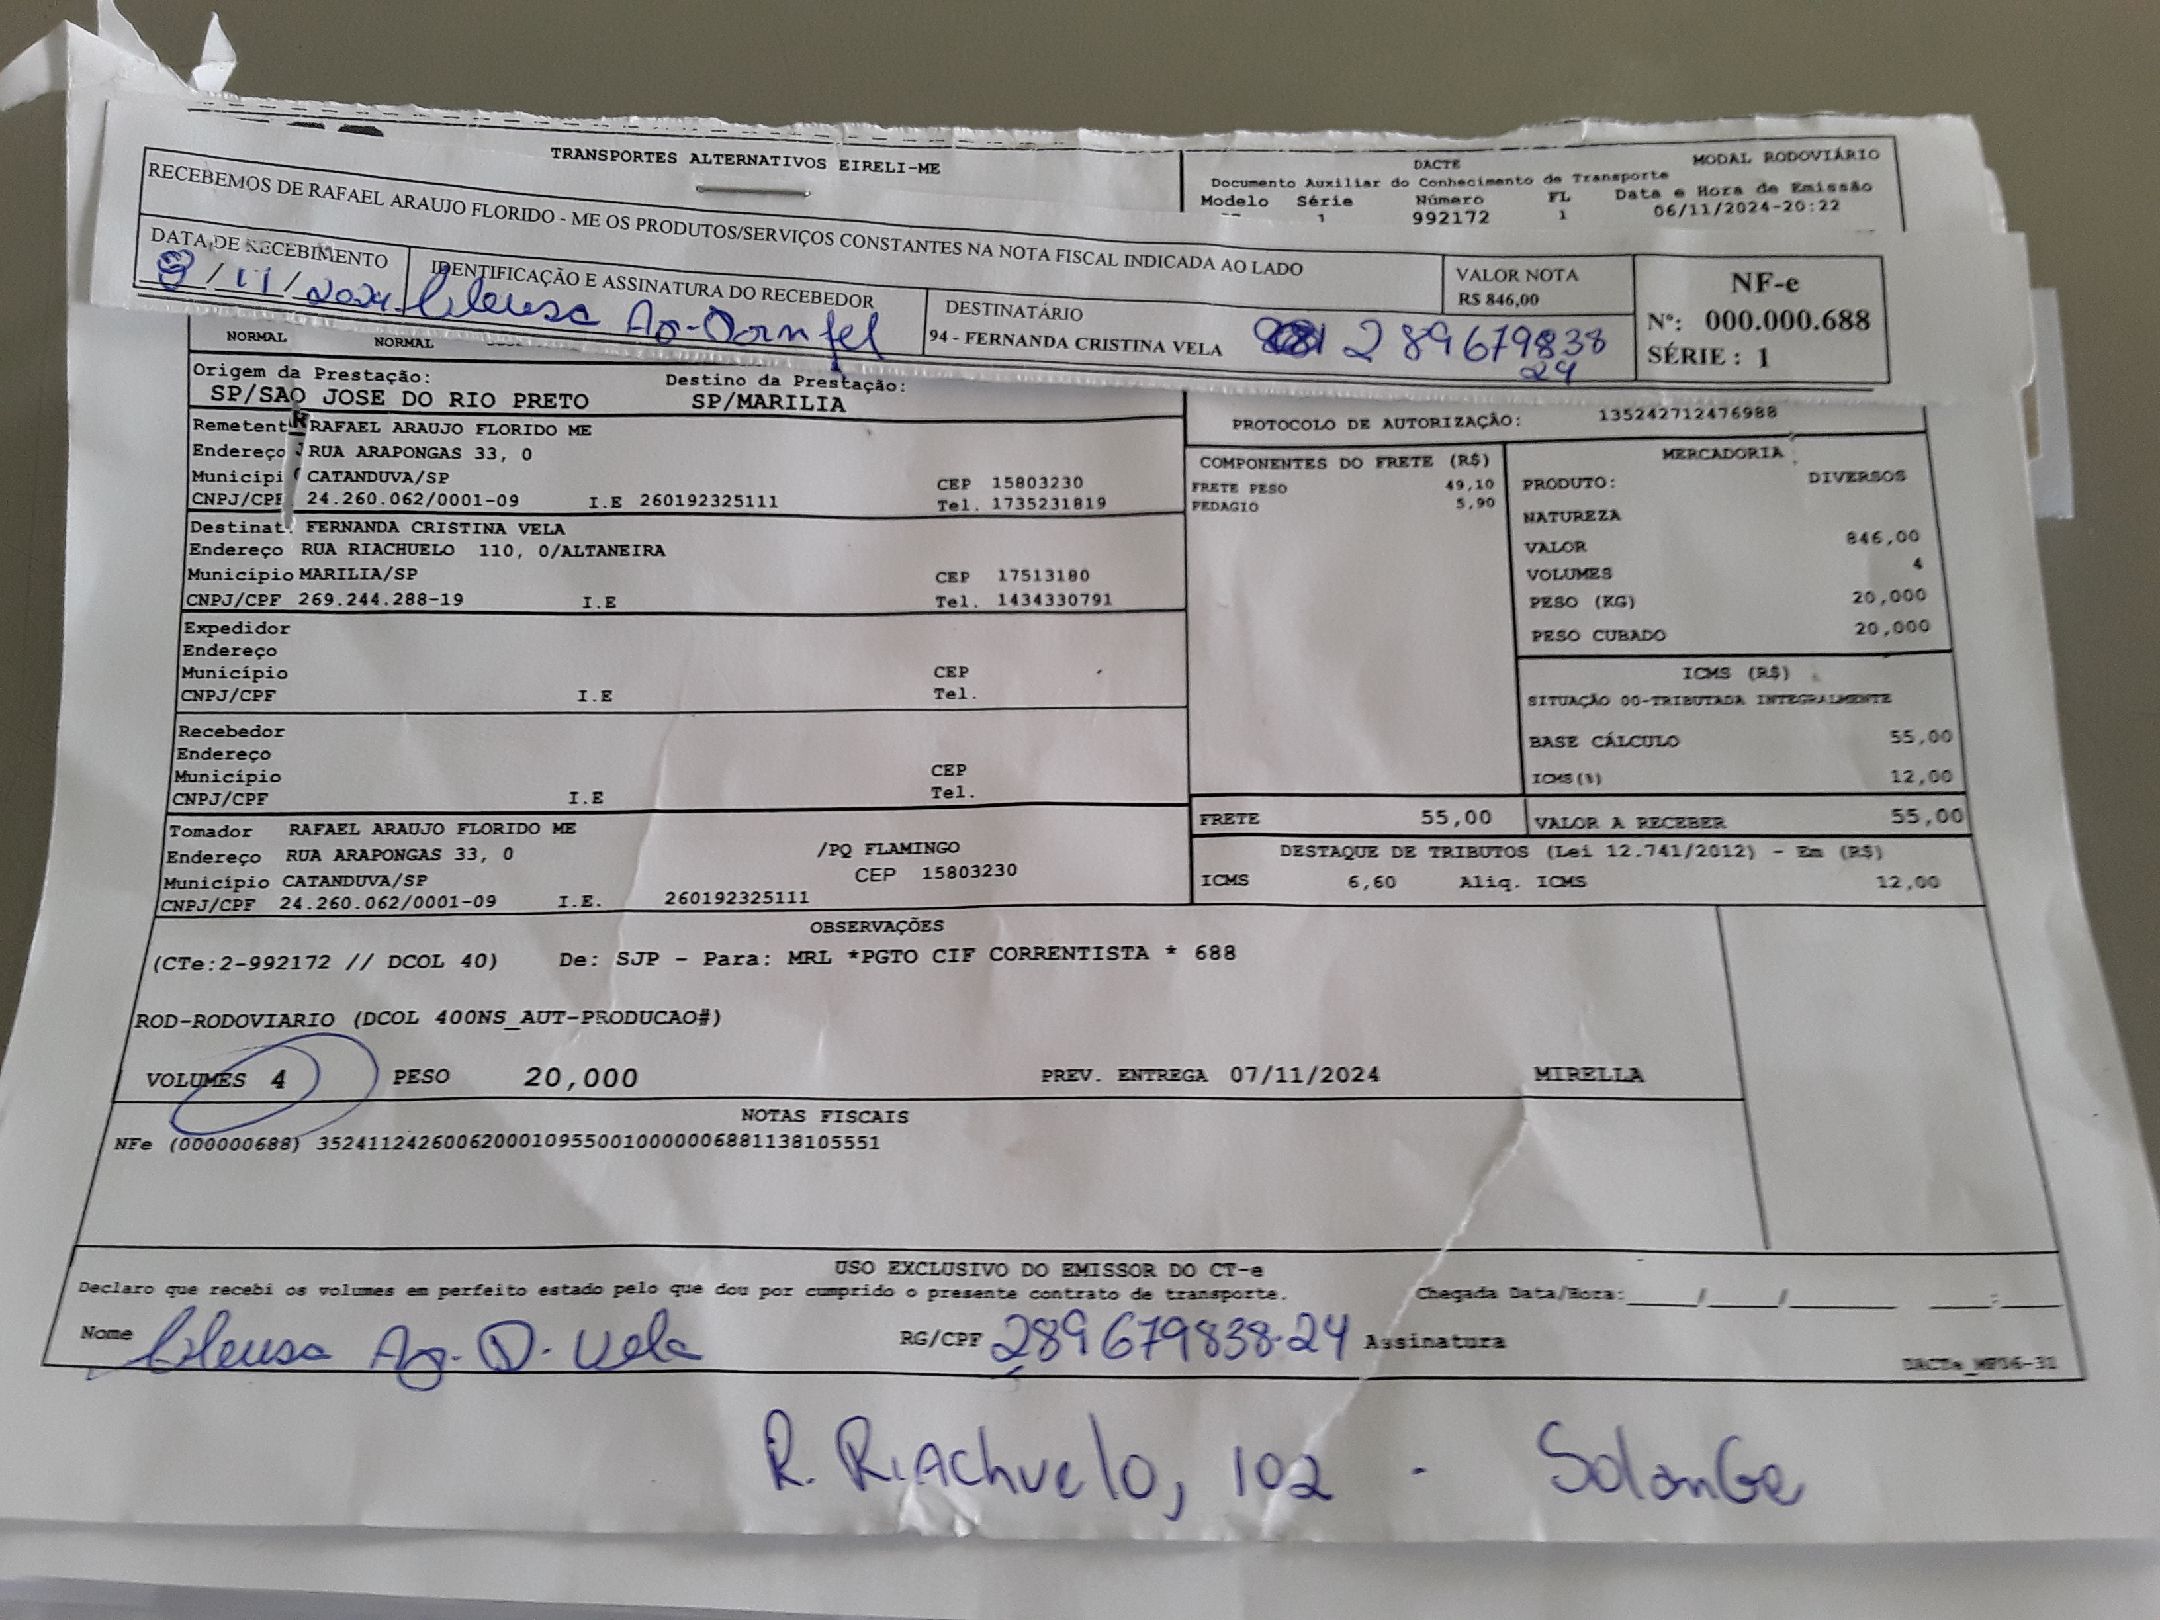 TRANSPORTES ALTERNATIVOS EIRELI-ME
DACTE MODAL RODOVIÁRIO
Documento Auxiliar do Conhecimento de Transporte
Modelo Série Número FL Data e Hora de Emissão
1 992172 1 06/11/2024-20:22
RECEBEMOS DE RAFAEL ARAUJO FLORIDO - ME OS PRODUTOS/SERVIÇOS CONSTANTES NA NOTA FISCAL INDICADA AO LADO
DATA DE RECEBIMENTO
/11/2024
IDENTIFICAÇÃO E ASSINATURA DO RECEBEDOR
Cleusa Ap.
DESTINATÁRIO
94 - FERNANDA CRISTINA VELA
289679838
24
VALOR NOTA
R$ 846,00
NF-e
Nº: 000.000.688
SÉRIE : 1
NORMAL NORMAL
Origem da Prestação: Destino da Prestação:
SP/SAO JOSE DO RIO PRETO SP/MARILIA
Remetent RAFAEL ARAUJO FLORIDO ME
Endereço RUA ARAPONGAS 33, 0
Municípi CATANDUVA/SP CEP 15803230
CNPJ/CPF 24.260.062/0001-09 I.E 260192325111 Tel. 1735231819
Destinat. FERNANDA CRISTINA VELA
Endereço RUA RIACHUELO 110, 0/ALTANEIRA
Município MARILIA/SP CEP 17513180
CNPJ/CPF 269.244.288-19 I.E Tel. 1434330791
Expedidor
Endereço
Município CEP
CNPJ/CPF I.E Tel.
Recebedor
Endereço
Município CEP
CNPJ/CPF I.E Tel.
Tomador RAFAEL ARAUJO FLORIDO ME
Endereço RUA ARAPONGAS 33, 0 /PQ FLAMINGO
Município CATANDUVA/SP CEP 15803230
CNPJ/CPF 24.260.062/0001-09 I.E. 260192325111
PROTOCOLO DE AUTORIZAÇÃO: 135242712476988
COMPONENTES DO FRETE (R$)
FRETE PESO 49,10
PEDAGIO 5,90
MERCADORIA
PRODUTO: DIVERSOS
NATUREZA
VALOR 846,00
VOLUMES 4
PESO (KG) 20,000
PESO CUBADO 20,000
ICMS (R$)
SITUAÇÃO 00-TRIBUTADA INTEGRALMENTE
BASE CÁLCULO 55,00
ICMS(%) 12,00
FRETE 55,00 VALOR A RECEBER 55,00
DESTAQUE DE TRIBUTOS (Lei 12.741/2012) - Em (R$)
ICMS 6,60 Aliq. ICMS 12,00
OBSERVAÇÕES
(CTe:2-992172 // DCOL 40) De: SJP - Para: MRL *PGTO CIF CORRENTISTA * 688
ROD-RODOVIARIO (DCOL 400NS_AUT-PRODUCAO#)
VOLUMES 4 PESO 20,000 PREV. ENTREGA 07/11/2024 MIRELLA
NOTAS FISCAIS
NFe (000000688) 35241124260062000109550010000006881138105551
USO EXCLUSIVO DO EMISSOR DO CT-e
Declaro que recebi os volumes em perfeito estado pelo que dou por cumprido o presente contrato de transporte. Chegada Data/Hora:____/____/______ ____:____
Nome Cleusa Ap. D. Vela RG/CPF 289679838-24 Assinatura
R. Riachuelo, 102 - Solange